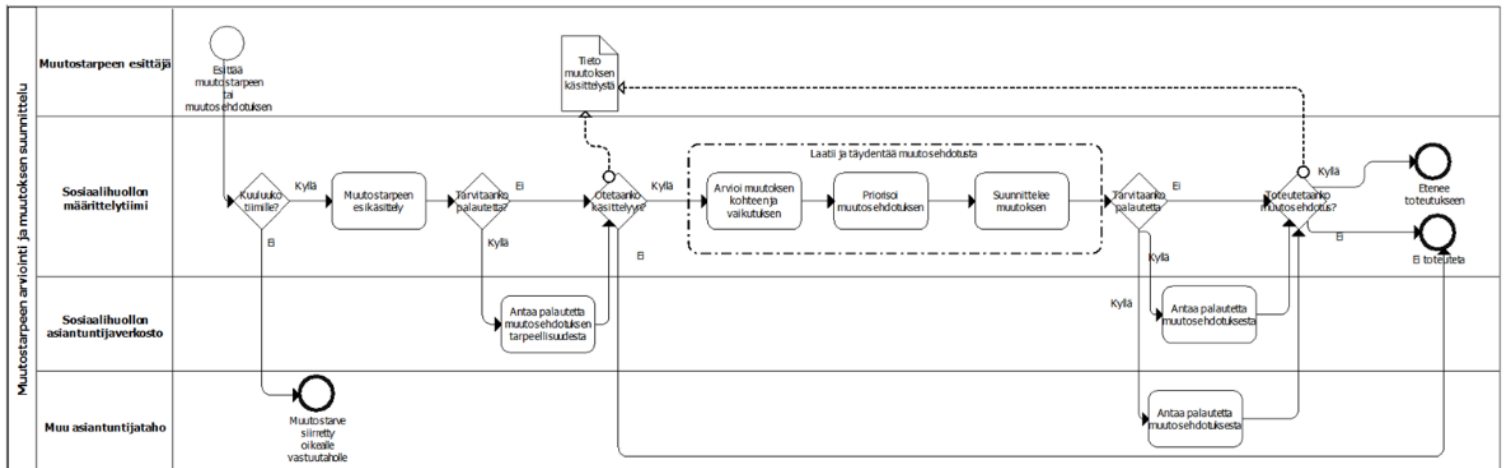 Muutostarpeen arviointi ja muutoksen suunnittelu
Muutostarpeen esittäjä
Esittää
muutostarpeen
tai
muutosehdotuksen
Tieto
muutoksen
käsittelystä
Sosiaalihuollon
määrittelytiimi
Kuuluuko
tiimille?
Kyllä
Ei
Muutostarpeen
esikäsittely
Tarvitaanko
palautetta?
Ei
Kyllä
Otetaanko
käsittelyyn?
Kyllä
Ei
Laatii ja täydentää muutosehdotusta
Arvioi muutoksen
kohteen ja
vaikutuksen
Priorisoi
muutosehdotuksen
Suunnittelee
muutoksen
Tarvitaanko
palautetta
Ei
Kyllä
Kyllä
Toteutetaanko
muutosehdotus?
Kyllä
Ei
Etenee
toteutukseen
Ei toteuteta
Sosiaalihuollon
asiantuntijaverkosto
Antaa palautetta
muutosehdotuksen
tarpeellisuudesta
Antaa palautetta
muutosehdotuksesta
Muu asiantuntijataho
Muutostarve
siirretty
oikealle
vastuutaholle
Antaa palautetta
muutosehdotuksesta